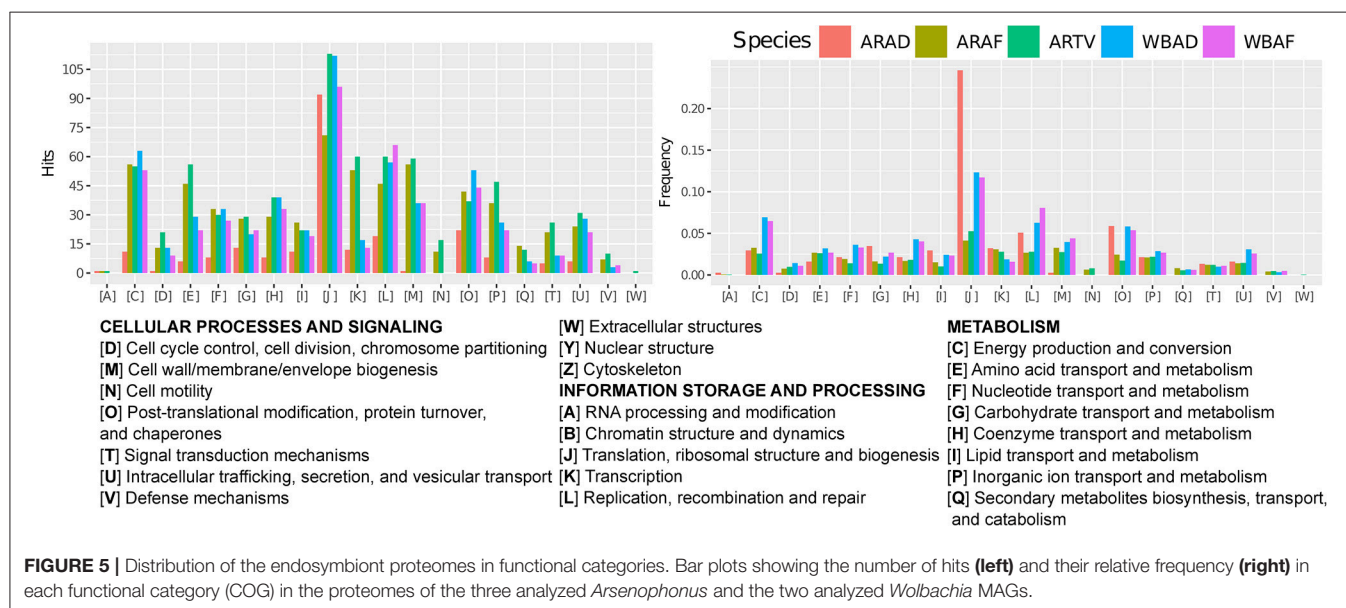 Species ARAD ARAF ARTV WBAD WBAF
Hits
105
90
75
60
45
30
15
0
[A] [C] [D] [E] [F] [G] [H] [I] [J] [K] [L] [M] [N] [O] [P] [Q] [T] [U] [V] [W]
Frequency
0.20
0.15
0.10
0.05
0.00
[A] [C] [D] [E] [F] [G] [H] [I] [J] [K] [L] [M] [N] [O] [P] [Q] [T] [U] [V] [W]
CELLULAR PROCESSES AND SIGNALING
[D] Cell cycle control, cell division, chromosome partitioning
[M] Cell wall/membrane/envelope biogenesis
[N] Cell motility
[O] Post-translational modification, protein turnover,
and chaperones
[T] Signal transduction mechanisms
[U] Intracellular trafficking, secretion, and vesicular transport
[V] Defense mechanisms
[W] Extracellular structures
[Y] Nuclear structure
[Z] Cytoskeleton
INFORMATION STORAGE AND PROCESSING
[A] RNA processing and modification
[B] Chromatin structure and dynamics
[J] Translation, ribosomal structure and biogenesis
[K] Transcription
[L] Replication, recombination and repair
METABOLISM
[C] Energy production and conversion
[E] Amino acid transport and metabolism
[F] Nucleotide transport and metabolism
[G] Carbohydrate transport and metabolism
[H] Coenzyme transport and metabolism
[I] Lipid transport and metabolism
[P] Inorganic ion transport and metabolism
[Q] Secondary metabolites biosynthesis, transport,
and catabolism
FIGURE 5 | Distribution of the endosymbiont proteomes in functional categories. Bar plots showing the number of hits (left) and their relative frequency (right) in
each functional category (COG) in the proteomes of the three analyzed Arsenophonus and the two analyzed Wolbachia MAGs.